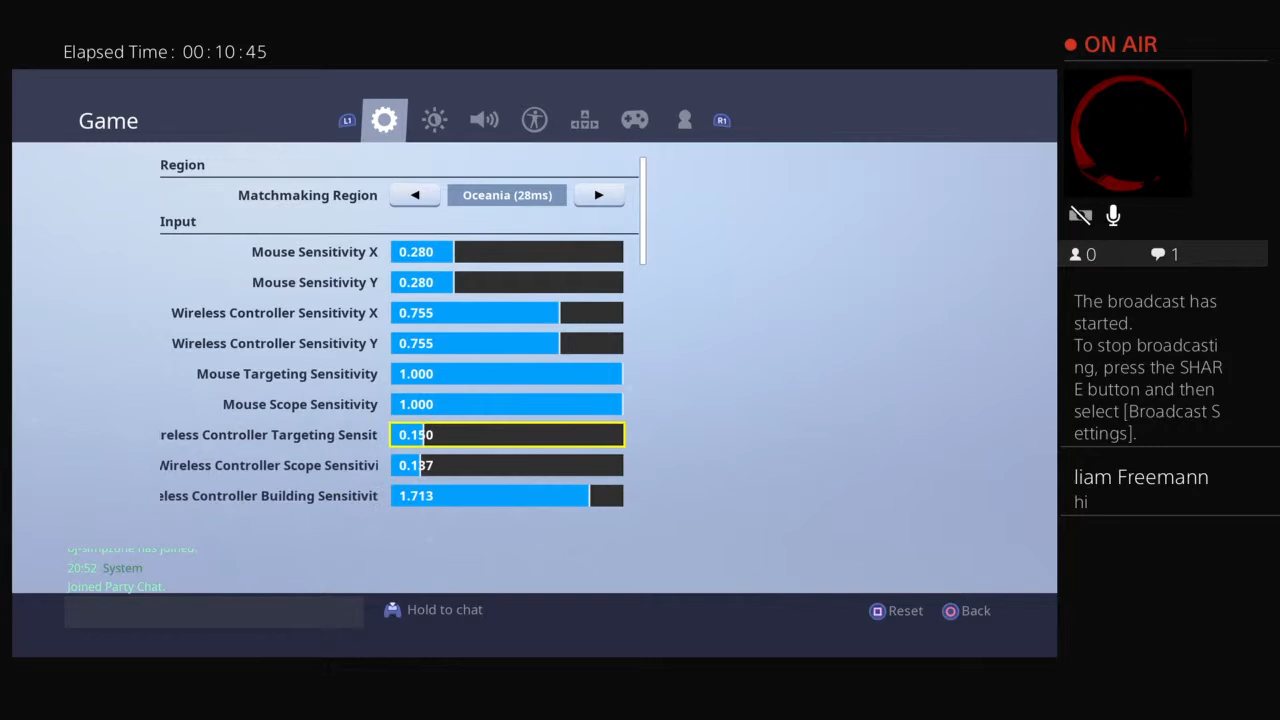 Elapsed Time: 00:10:45
ON AIR
Game
L1
R1
Region
Matchmaking Region
Oceania (28ms)
Input
Mouse Sensitivity X
0.280
Mouse Sensitivity Y
0.280
Wireless Controller Sensitivity X
0.755
Wireless Controller Sensitivity Y
0.755
Mouse Targeting Sensitivity
1.000
Mouse Scope Sensitivity
1.000
reless Controller Targeting Sensit
0.150
Wireless Controller Scope Sensitivi
0.137
eless Controller Building Sensitivit
1.713
has joined.
20:52 System
Joined Party Chat.
Hold to chat
Reset
Back
0
1
The broadcast has
started.
To stop broadcasti
ng, press the SHAR
E button and then
select [Broadcast S
ettings].
liam Freemann
hi